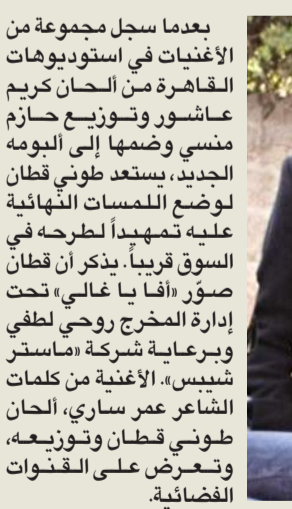 بعدما سجل مجموعة من
الأغنيات في استوديوهات
القاهرة من ألحان كريم
عاشور وتوزيع حازم
منسي وضمها إلى ألبومه
الجديد، يستعد طوني قطان
لوضع اللمسات النهائية
عليه تمهيداً لطرحه في
السوق قريباً. يذكر أن قطان
صوّر «أفا يا غالي» تحت
إدارة المخرج روحي لطفي
وبرعاية شركة «ماستر
شيبس». الأغنية من كلمات
الشاعر عمر ساري، ألحان
طوني قطان وتوزيعه،
وتعرض على القنوات
الفضائية.